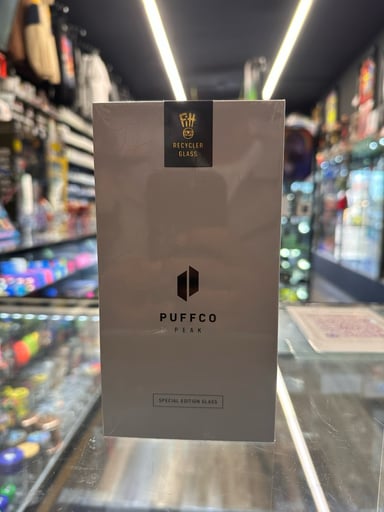 RECYCLER
GLASS
PUFFCO
PEAK
SPECIAL EDITION GLASS